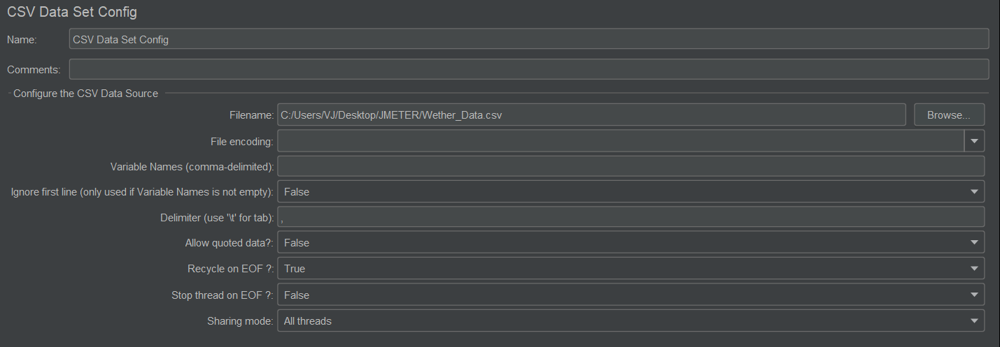 CSV Data Set Config
Name: CSV Data Set Config
Comments:
Configure the CSV Data Source
Filename: C:/Users/VJ/Desktop/JMETER/Wether_Data.csv Browse...
File encoding:
Variable Names (comma-delimited):
Ignore first line (only used if Variable Names is not empty): False
Delimiter (use '\t' for tab): ,
Allow quoted data?: False
Recycle on EOF ?: True
Stop thread on EOF ?: False
Sharing mode: All threads